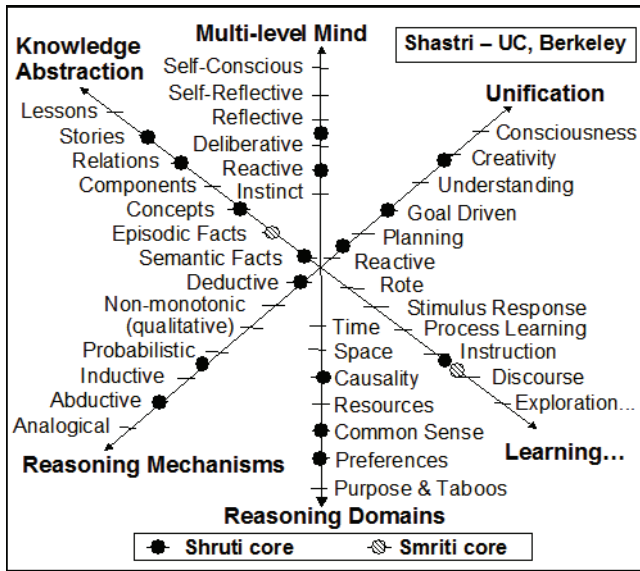 Multi-level Mind
Shastri – UC, Berkeley
Knowledge
Abstraction
Self-Conscious
Self-Reflective
Reflective
Deliberative
Reactive
Instinct
Unification
Lessons
Stories
Relations
Components
Concepts
Episodic Facts
Semantic Facts
Consciousness
Creativity
Understanding
Goal Driven
Planning
Reactive
Deductive
Non-monotonic
(qualitative)
Probabilistic
Inductive
Abductive
Analogical
Reasoning Mechanisms
Rote
Stimulus Response
Process Learning
Instruction
Discourse
Exploration...
Learning…
Time
Space
Causality
Resources
Common Sense
Preferences
Purpose & Taboos
Reasoning Domains
Shruti core
Smriti core